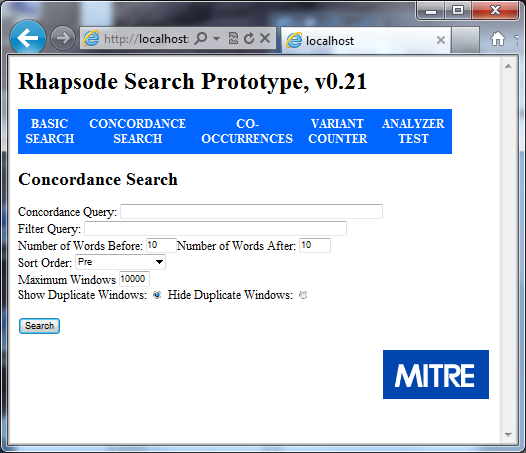 http://localhost:
localhost
Rhapsode Search Prototype, v0.21
BASIC SEARCH
CONCORDANCE SEARCH
CO-OCCURRENCES
VARIANT COUNTER
ANALYZER TEST
Concordance Search
Concordance Query:
Filter Query:
Number of Words Before: 10 Number of Words After: 10
Sort Order: Pre
Maximum Windows 10000
Show Duplicate Windows: Hide Duplicate Windows:
Search
MITRE